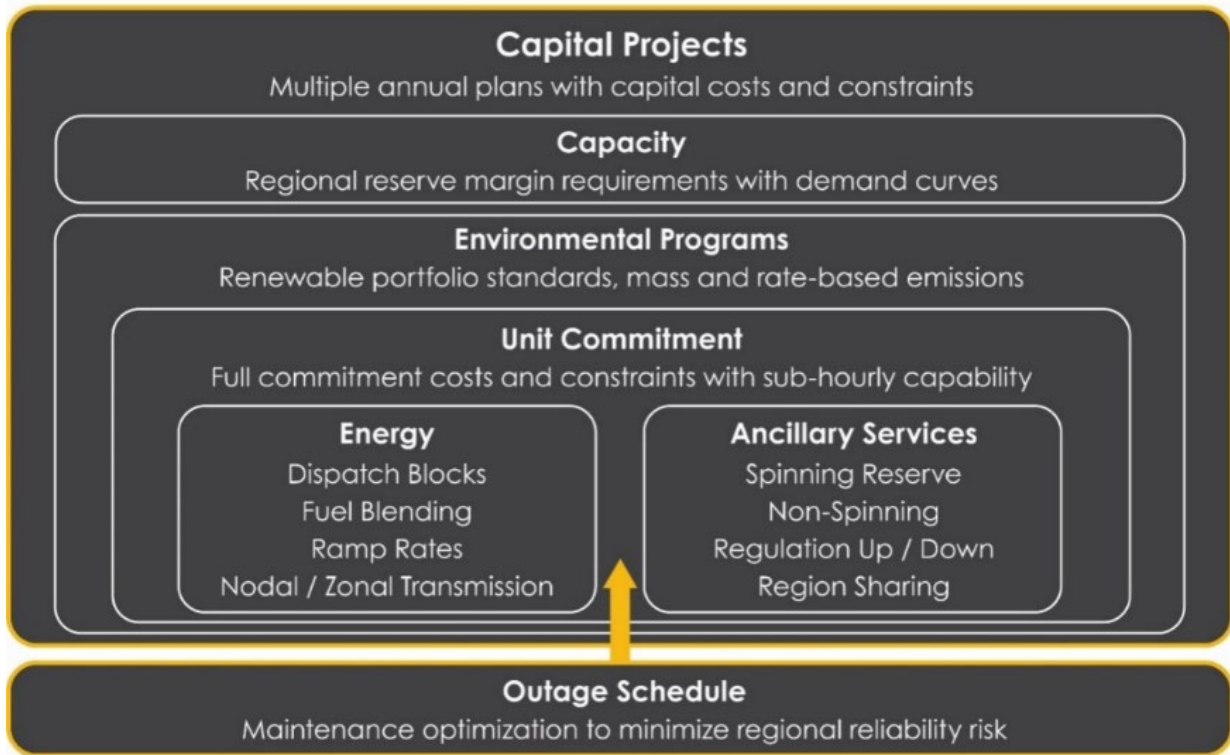 Capital Projects
Multiple annual plans with capital costs and constraints
Capacity
Regional reserve margin requirements with demand curves
Environmental Programs
Renewable portfolio standards, mass and rate-based emissions
Unit Commitment
Full commitment costs and constraints with sub-hourly capability
Energy
Dispatch Blocks
Fuel Blending
Ramp Rates
Nodal / Zonal Transmission
Ancillary Services
Spinning Reserve
Non-Spinning
Regulation Up / Down
Region Sharing
Outage Schedule
Maintenance optimization to minimize regional reliability risk